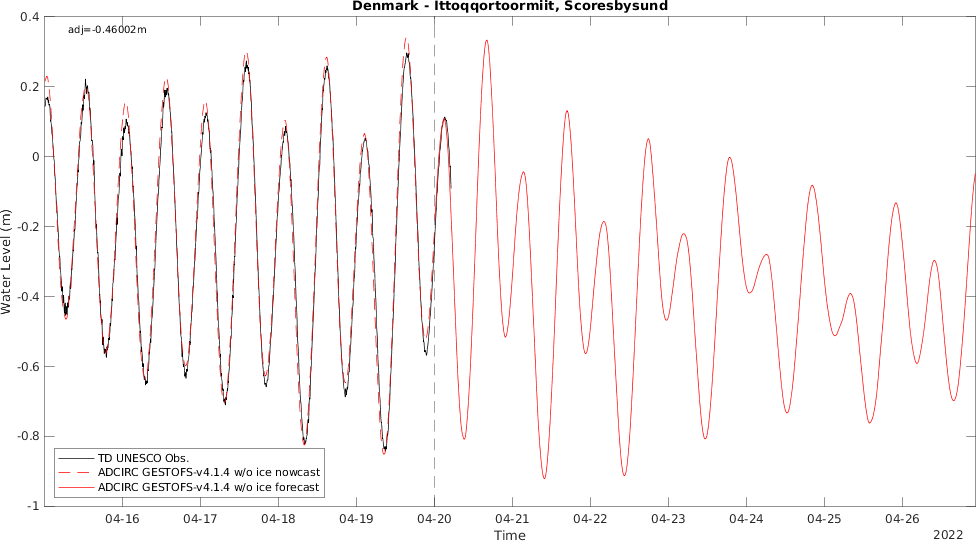 Denmark - Ittoqqortoormiit, Scoresbysund
adj=-0.46002m
0.4
0.2
0
-0.2
-0.4
-0.6
-0.8
-1
Water Level (m)
TD UNESCO Obs.
ADCIRC GESTOFS-v4.1.4 w/o ice nowcast
ADCIRC GESTOFS-v4.1.4 w/o ice forecast
04-16 04-17 04-18 04-19 04-20 04-21 04-22 04-23 04-24 04-25 04-26
Time
2022